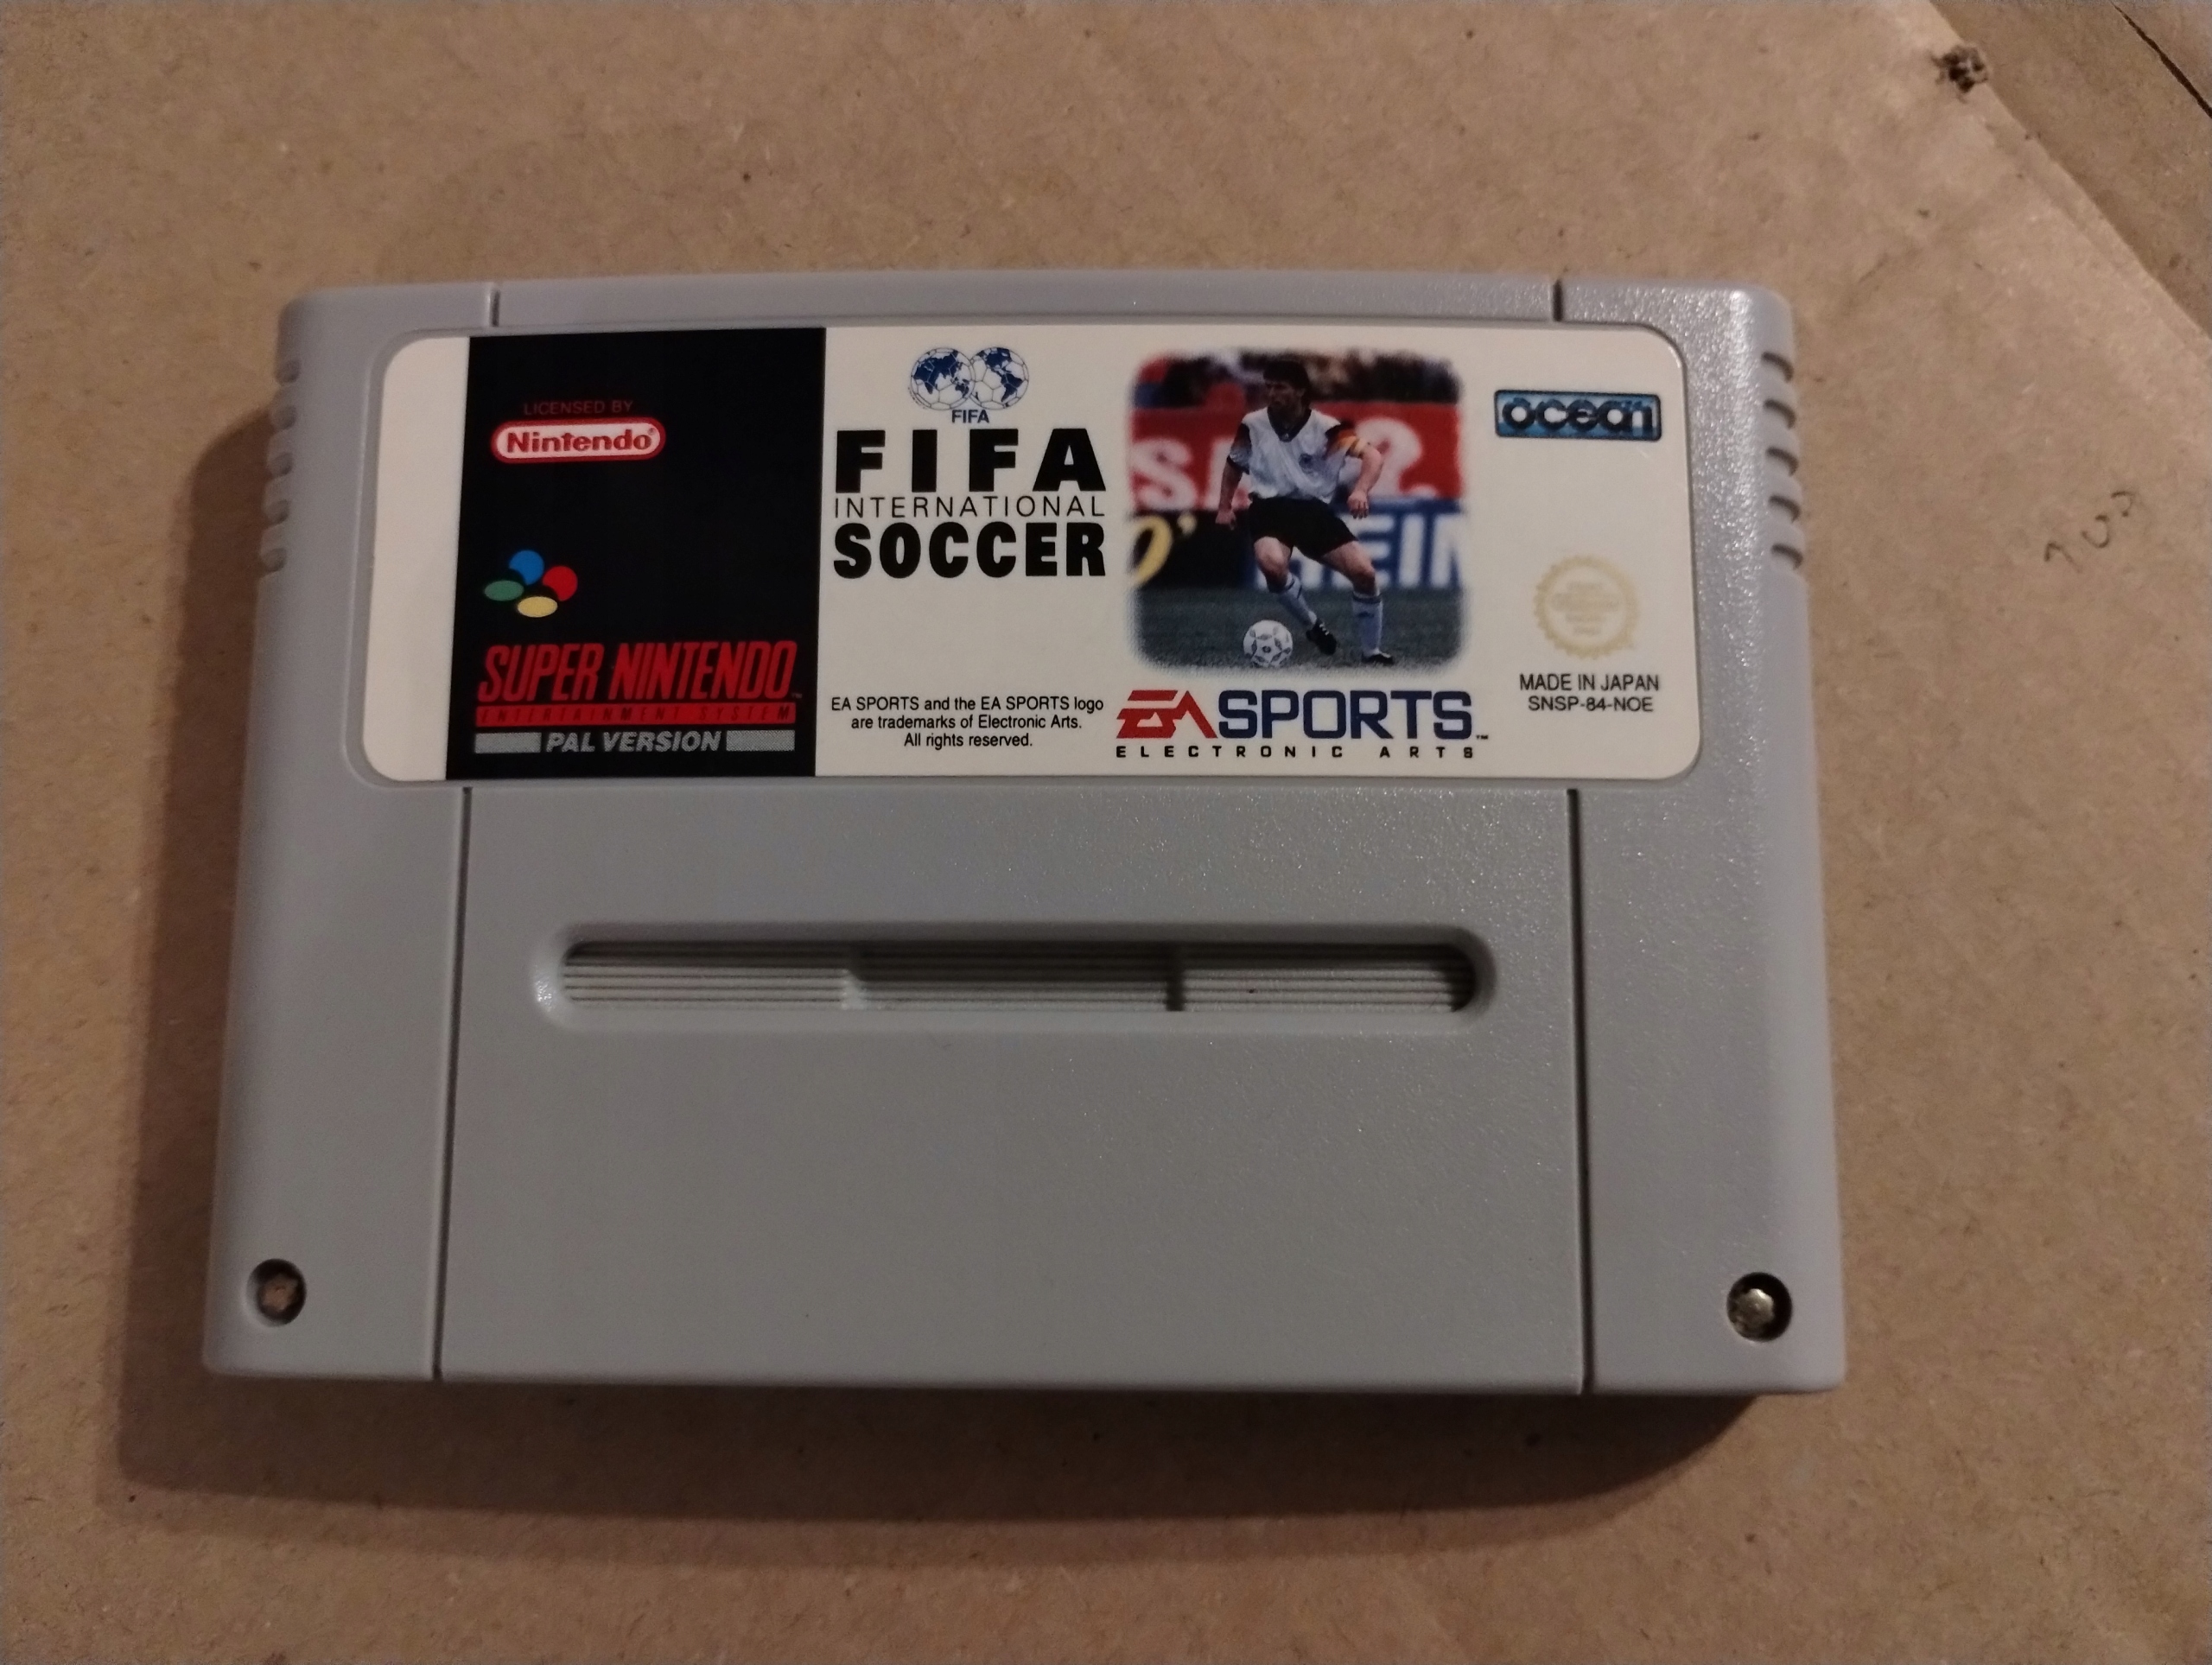 LICENSED BY
Nintendo
SUPER NINTENDO
ENTERTAINMENT SYSTEM
PAL VERSION
FIFA
FIFA
INTERNATIONAL
SOCCER
EA SPORTS and the EA SPORTS logo
are trademarks of Electronic Arts.
All rights reserved.
EA SPORTS™
ELECTRONIC ARTS
ocean
MADE IN JAPAN
SNSP-84-NOE